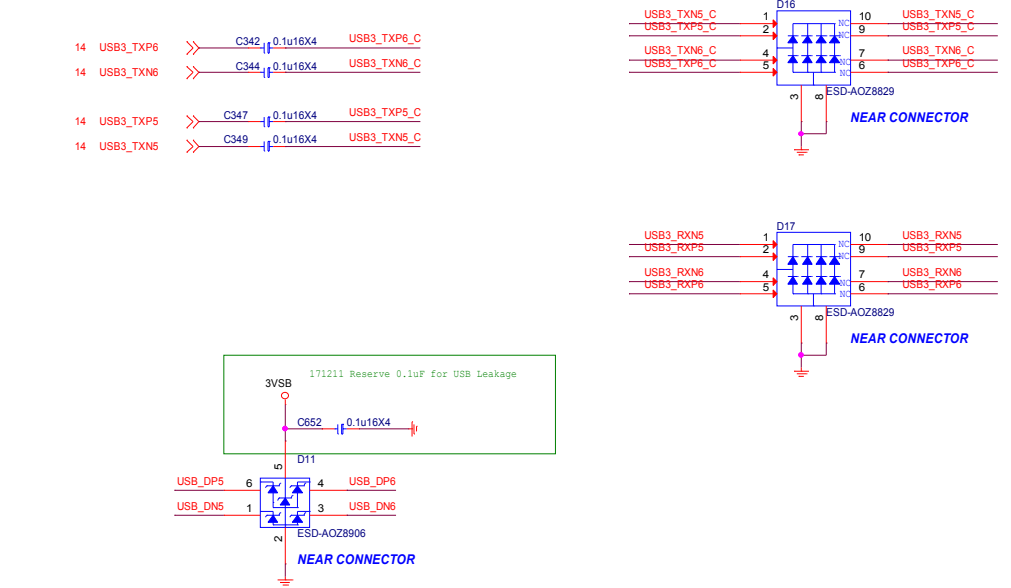 14 USB3_TXP6 C342 0.1u16X4 USB3_TXP6_C
14 USB3_TXN6 C344 0.1u16X4 USB3_TXN6_C
14 USB3_TXP5 C347 0.1u16X4 USB3_TXP5_C
14 USB3_TXN5 C349 0.1u16X4 USB3_TXN5_C
D16
USB3_TXN5_C 1 NC 10 USB3_TXN5_C
USB3_TXP5_C 2 NC 9 USB3_TXP5_C
USB3_TXN6_C 4 NC 7 USB3_TXN6_C
USB3_TXP6_C 5 NC 6 USB3_TXP6_C
3 8 ESD-AOZ8829
NEAR CONNECTOR
D17
USB3_RXN5 1 NC 10 USB3_RXN5
USB3_RXP5 2 NC 9 USB3_RXP5
USB3_RXN6 4 NC 7 USB3_RXN6
USB3_RXP6 5 NC 6 USB3_RXP6
3 8 ESD-AOZ8829
NEAR CONNECTOR
171211 Reserve 0.1uF for USB Leakage
3VSB
C652 0.1u16X4
5 D11
USB_DP5 6 4 USB_DP6
USB_DN5 1 3 USB_DN6
2 ESD-AOZ8906
NEAR CONNECTOR